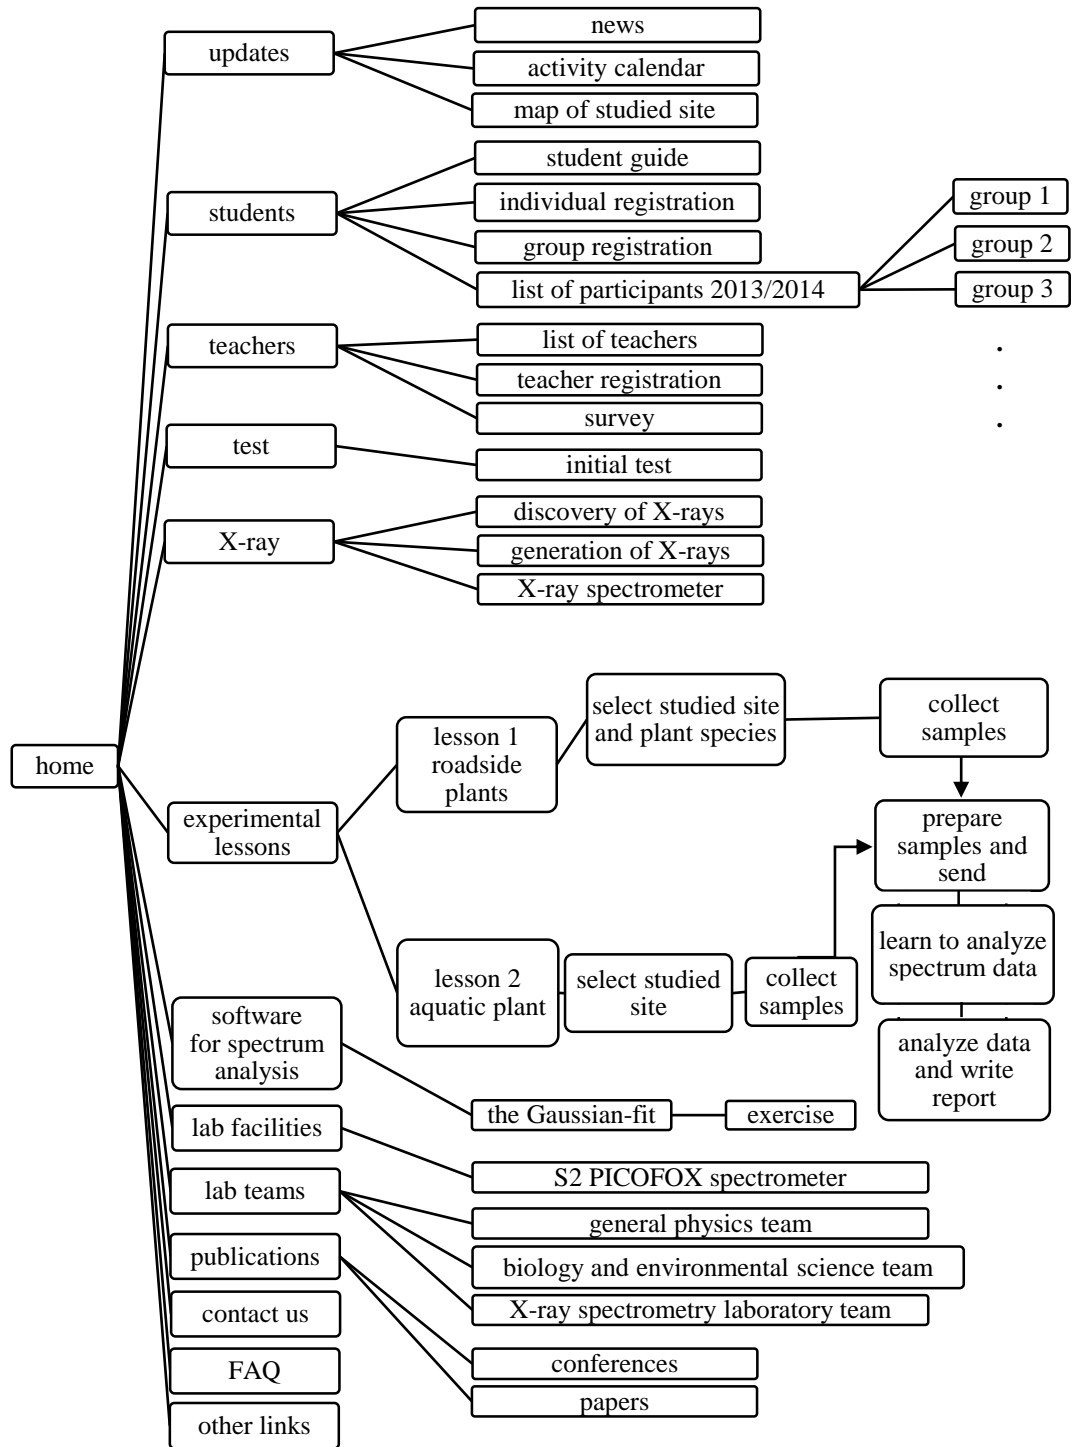 news
updates
activity calendar
map of studied site
student guide
individual registration
group 1
students
group registration
group 2
list of participants 2013/2014
group 3
list of teachers
teachers
teacher registration
.
.
.
survey
test
initial test
discovery of X-rays
X-ray
generation of X-rays
X-ray spectrometer
home
experimental
lessons
lesson 1
roadside
plants
select studied site
and plant species
collect
samples
prepare
samples and
send
lesson 2
aquatic plant
select studied
site
collect
samples
learn to analyze
spectrum data
analyze data
and write
report
software
for spectrum
analysis
the Gaussian-fit
exercise
lab facilities
S2 PICOFOX spectrometer
lab teams
general physics team
biology and environmental science team
X-ray spectrometry laboratory team
publications
conferences
papers
contact us
FAQ
other links